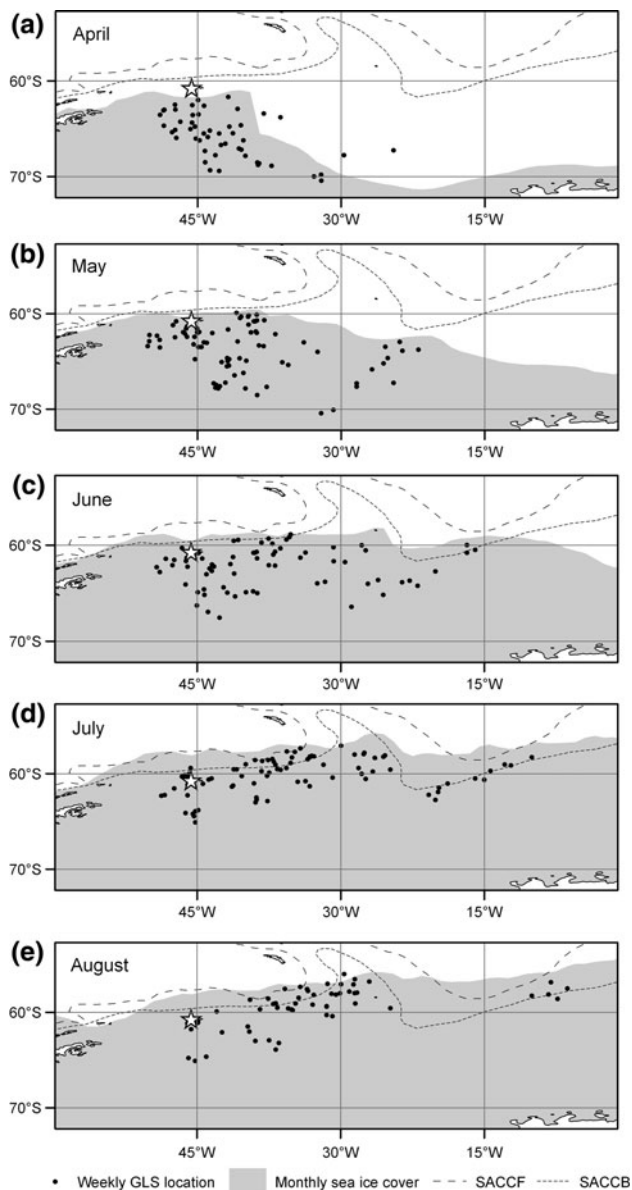 (a)
April
60°S
70°S
45°W 30°W 15°W
(b)
May
60°S
70°S
45°W 30°W 15°W
(c)
June
60°S
70°S
45°W 30°W 15°W
(d)
July
60°S
70°S
45°W 30°W 15°W
(e)
August
60°S
70°S
45°W 30°W 15°W
Weekly GLS location Monthly sea ice cover SACCF SACCB